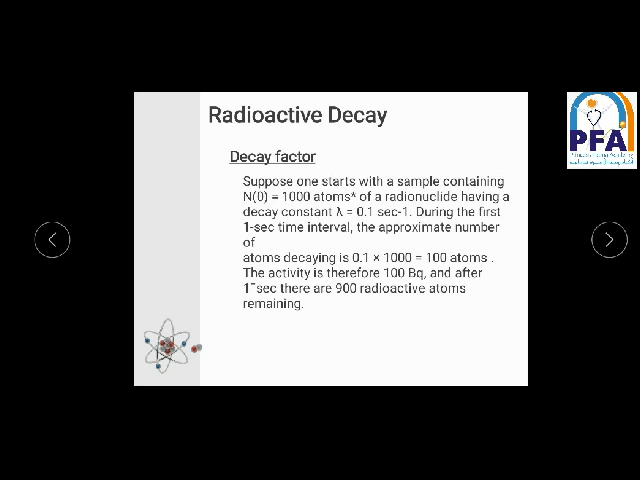 Radioactive Decay
PFA
Decay factor
Suppose one starts with a sample containing
N(0) = 1000 atoms* of a radionuclide having a
decay constant λ = 0.1 sec-1. During the first
1-sec time interval, the approximate number
of
atoms decaying is 0.1 × 1000 = 100 atoms .
The activity is therefore 100 Bq, and after
1¯sec there are 900 radioactive atoms
remaining.